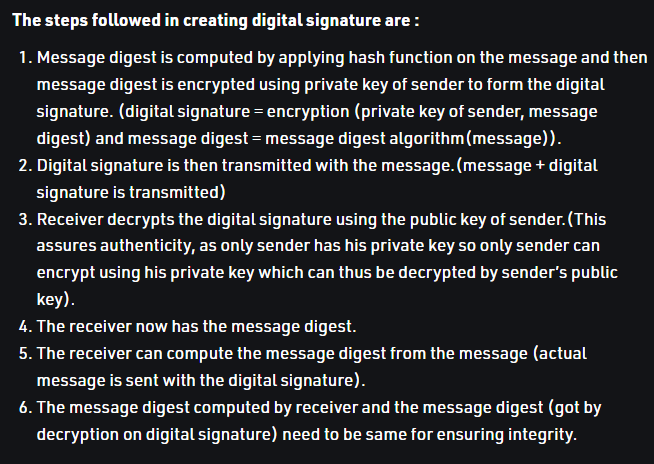 The steps followed in creating digital signature are :
1. Message digest is computed by applying hash function on the message and then
message digest is encrypted using private key of sender to form the digital
signature. (digital signature = encryption (private key of sender, message
digest) and message digest = message digest algorithm(message)).
2. Digital signature is then transmitted with the message.(message + digital
signature is transmitted)
3. Receiver decrypts the digital signature using the public key of sender.(This
assures authenticity, as only sender has his private key so only sender can
encrypt using his private key which can thus be decrypted by sender’s public
key).
4. The receiver now has the message digest.
5. The receiver can compute the message digest from the message (actual
message is sent with the digital signature).
6. The message digest computed by receiver and the message digest (got by
decryption on digital signature) need to be same for ensuring integrity.